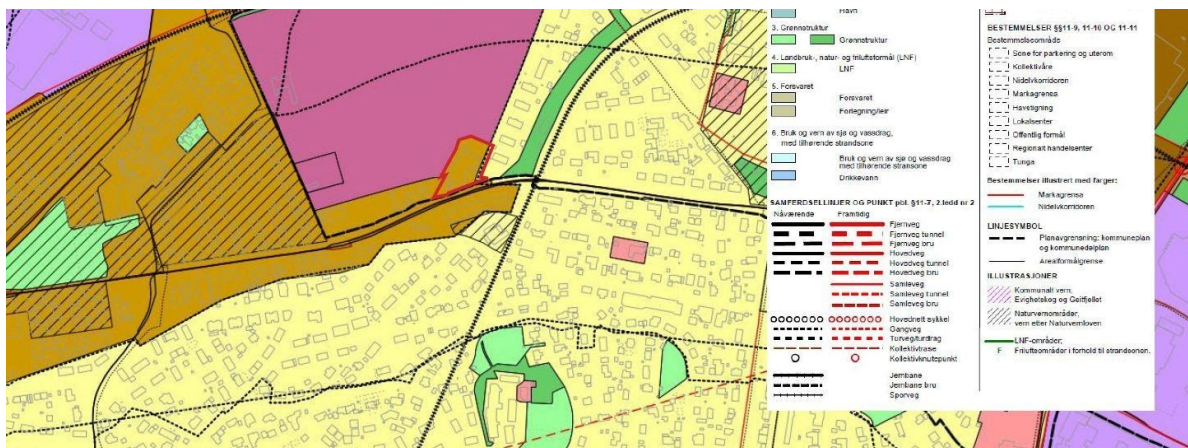 Havn
3. Grønnstruktur
Grønnstruktur
4. Landbruk-, natur- og friluftsformål (LNF)
LNF
5. Forsvaret
Forsvaret
Forlegning/leir
6. Bruk og vern av sjø og vassdrag,
med tilhørende strandsone
Bruk og vern av sjø og vassdrag
med tilhørende stransone
Drikkevann
SAMFERDSELLINJER OG PUNKT pbl. §11-7, 2.ledd nr 2
Nåværende Framtidig
Fjernveg
Fjernveg tunnel
Fjernveg bru
Hovedveg
Hovedveg tunnel
Hovedveg bru
Samleveg
Samleveg tunnel
Samleveg bru
Hovednett sykkel
Gangveg
Turveg/turdrag
Kollektivtrase
Kollektivknutepunkt
Jernbane
Jernbane bru
Sporveg
BESTEMMELSER §§11-9, 11-10 OG 11-11
Bestemmelseområde
Sone for parkering og uterom
Kollektivåre
Nidelvkorridoren
Markagrensa
Havstigning
Lokalsenter
Offentlig formål
Regionalt handelsenter
Tunga
Bestemmelser illustrert med farger:
Markagrensa
Nidelvkorridoren
LINJESYMBOL
Planavgrensning; kommuneplan
og kommunedelplan
Arealformålgrense
ILLUSTRASJONER
Kommunalt vern,
Evighetskog og Geitfjellet
Naturvernområder,
vern etter Naturvernloven
LNF-områder;
F Friluftsområder i forhold til strandsonen.